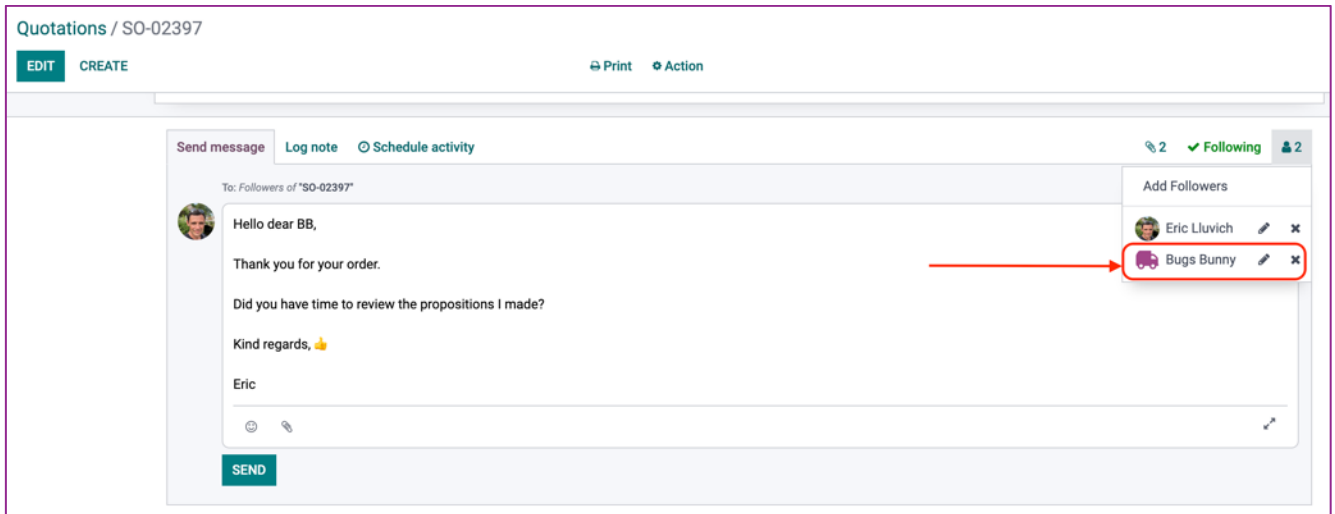 Quotations / SO-02397
EDIT CREATE Print Action
Send message Log note Schedule activity 2 Following 2
To: Followers of "SO-02397"
Add Followers
Hello dear BB,
Eric Lluvich
Thank you for your order.
Bugs Bunny
Did you have time to review the propositions I made?
Kind regards, 👍
Eric
SEND